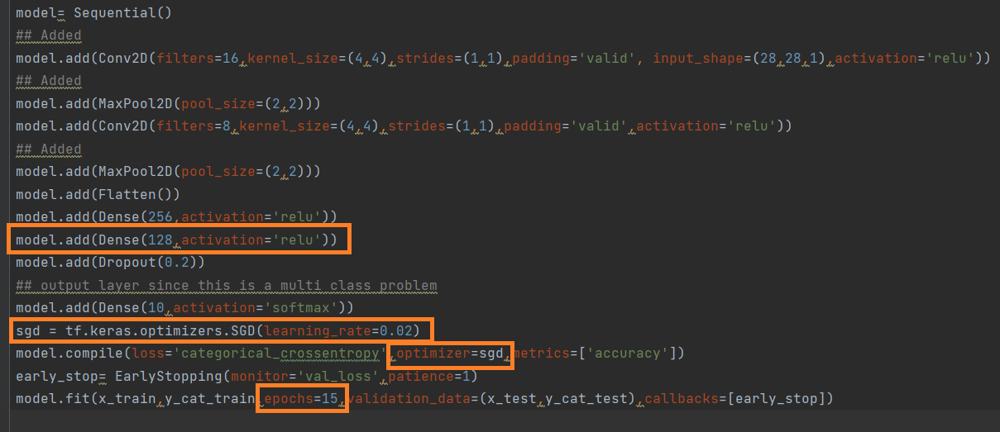 model= Sequential()
## Added
model.add(Conv2D(filters=16,kernel_size=(4,4),strides=(1,1),padding='valid', input_shape=(28,28,1),activation='relu'))
## Added
model.add(MaxPool2D(pool_size=(2,2)))
model.add(Conv2D(filters=8,kernel_size=(4,4),strides=(1,1),padding='valid',activation='relu'))
## Added
model.add(MaxPool2D(pool_size=(2,2)))
model.add(Flatten())
model.add(Dense(256,activation='relu'))
model.add(Dense(128,activation='relu'))
model.add(Dropout(0.2))
## output layer since this is a multi class problem
model.add(Dense(10,activation='softmax'))
sgd = tf.keras.optimizers.SGD(learning_rate=0.02)
model.compile(loss='categorical_crossentropy',optimizer=sgd,metrics=['accuracy'])
early_stop= EarlyStopping(monitor='val_loss',patience=1)
model.fit(x_train,y_cat_train,epochs=15,validation_data=(x_test,y_cat_test),callbacks=[early_stop])